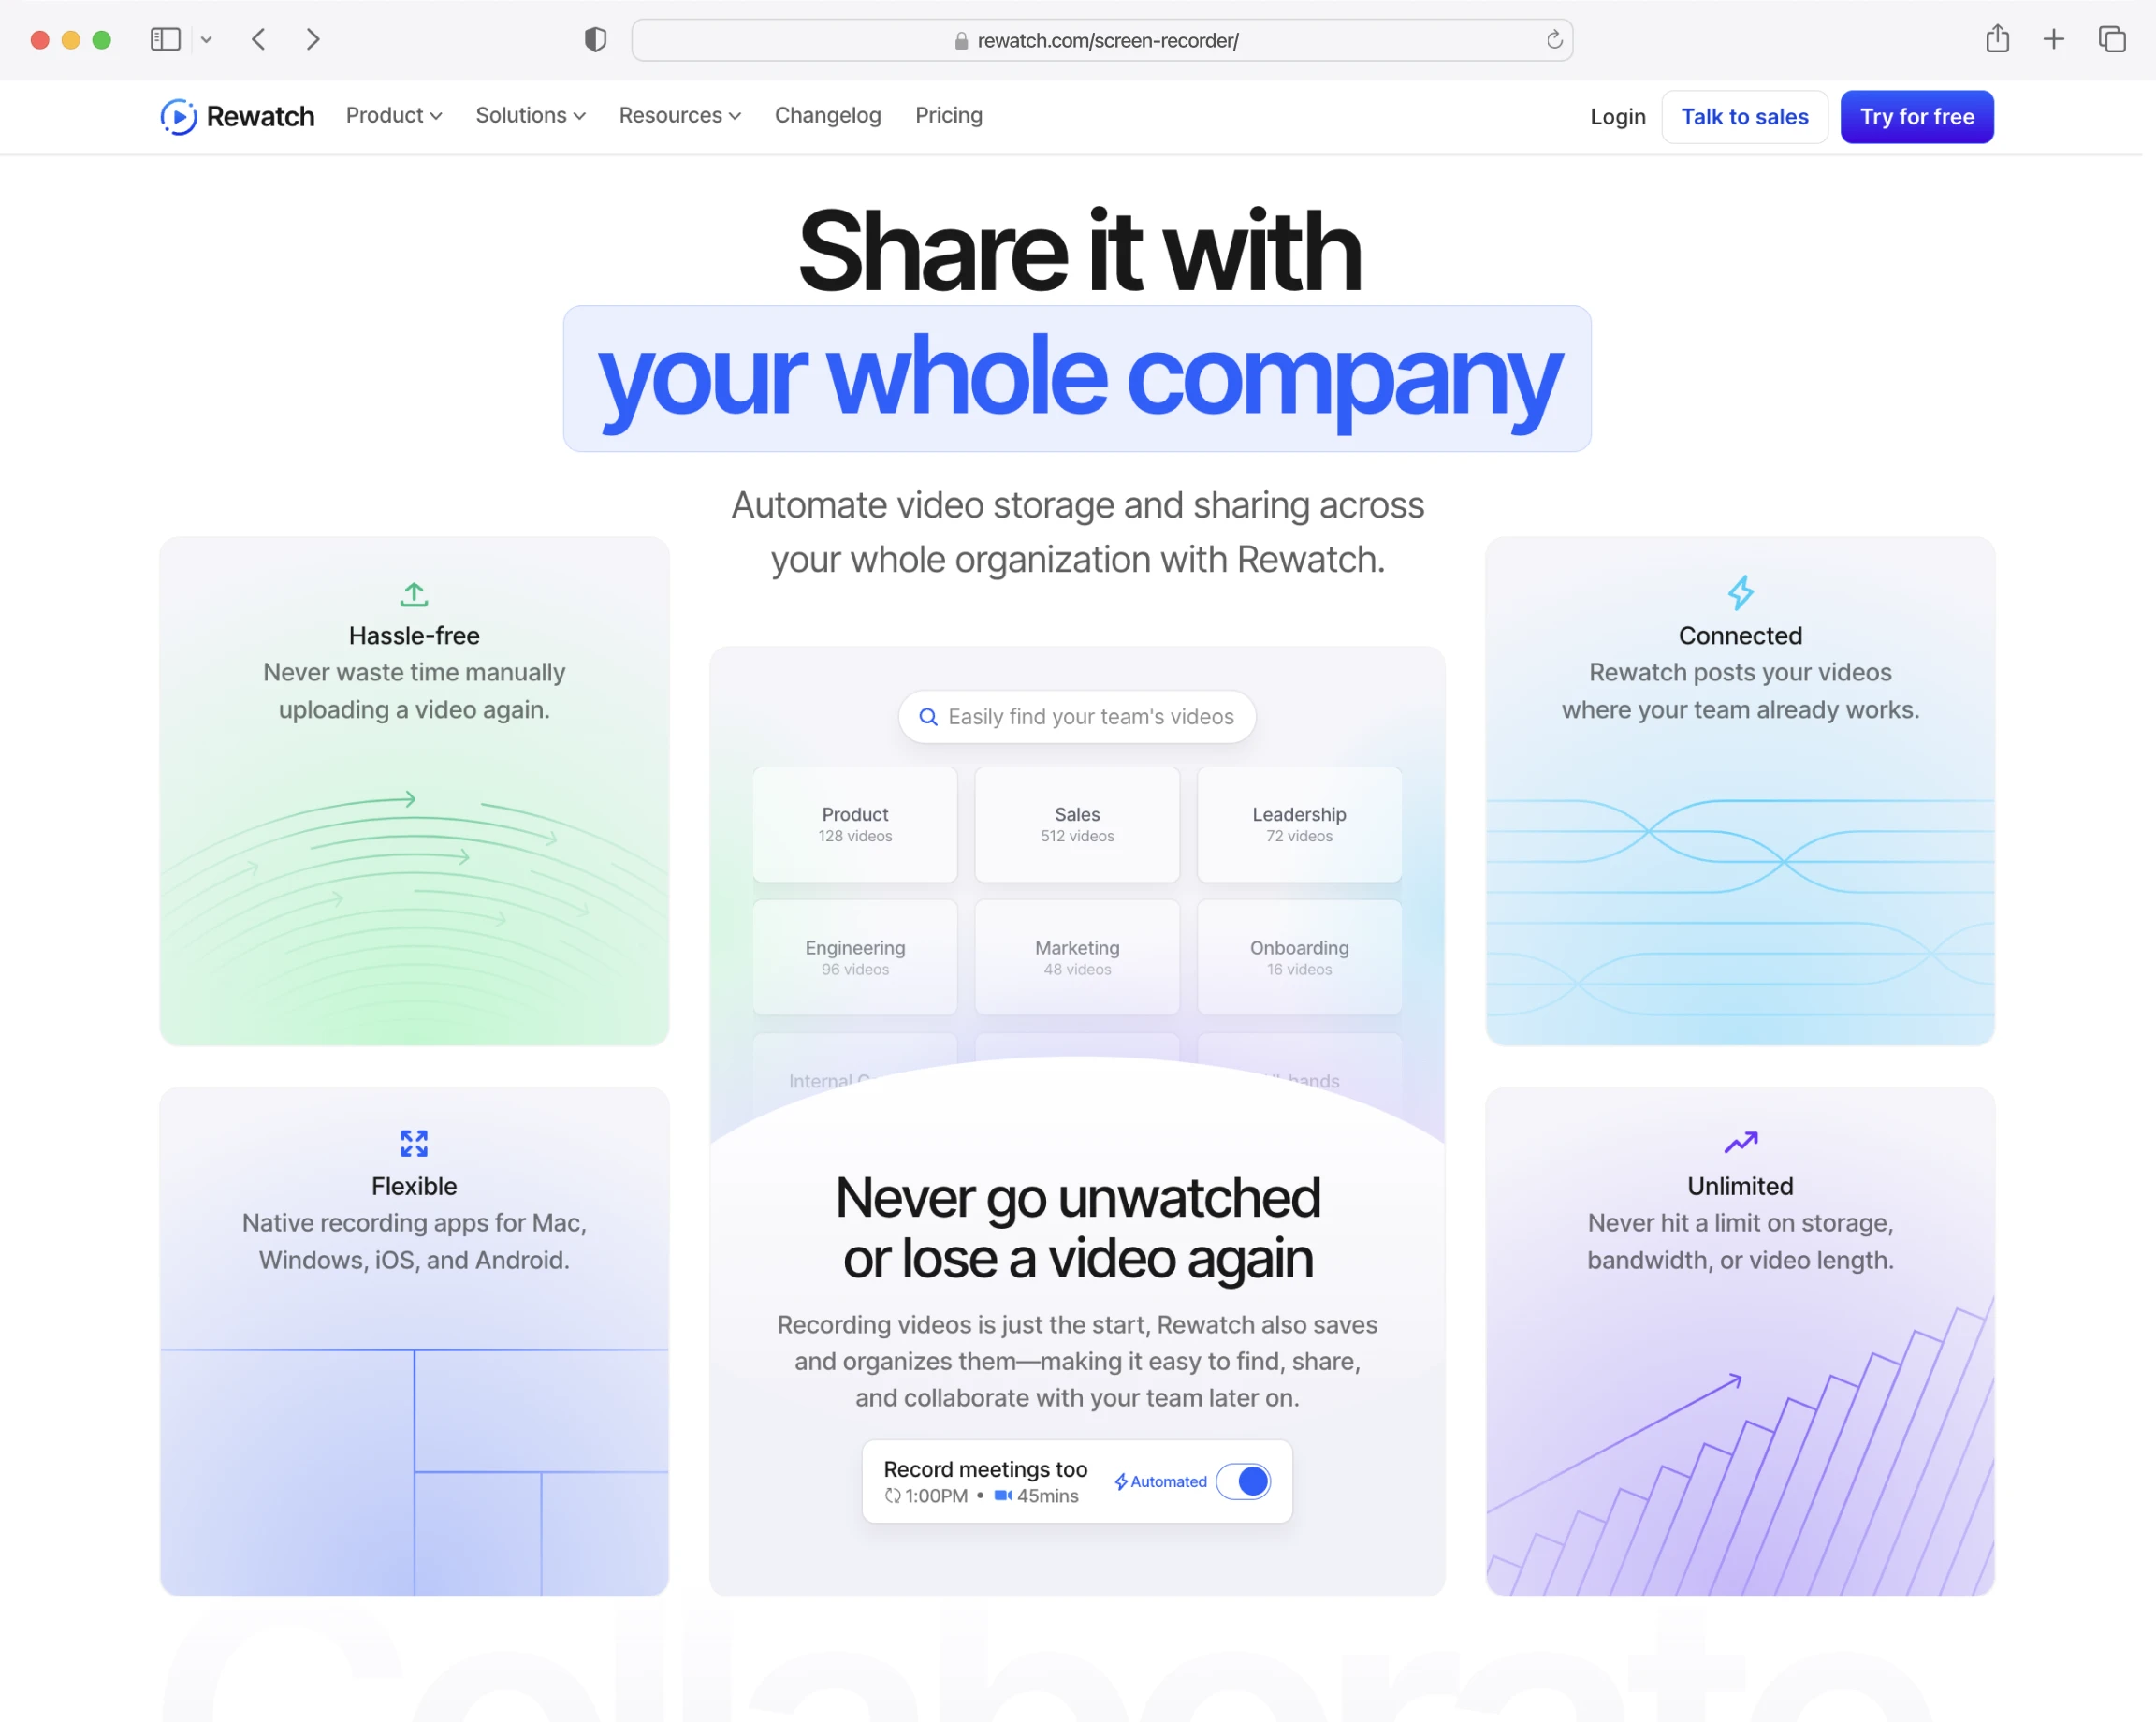 rewatch.com/screen-recorder/
Rewatch
Product
Solutions
Resources
Changelog
Pricing
Login
Talk to sales
Try for free
Share it with
your whole company
Automate video storage and sharing across
your whole organization with Rewatch.
Hassle-free
Never waste time manually
uploading a video again.
Flexible
Native recording apps for Mac,
Windows, iOS, and Android.
Easily find your team's videos
Product
128 videos
Sales
512 videos
Leadership
72 videos
Engineering
96 videos
Marketing
48 videos
Onboarding
16 videos
Internal
hands
Never go unwatched
or lose a video again
Recording videos is just the start, Rewatch also saves
and organizes them—making it easy to find, share,
and collaborate with your team later on.
Record meetings too
1:00PM • 45mins
Automated
Connected
Rewatch posts your videos
where your team already works.
Unlimited
Never hit a limit on storage,
bandwidth, or video length.
Collaborate